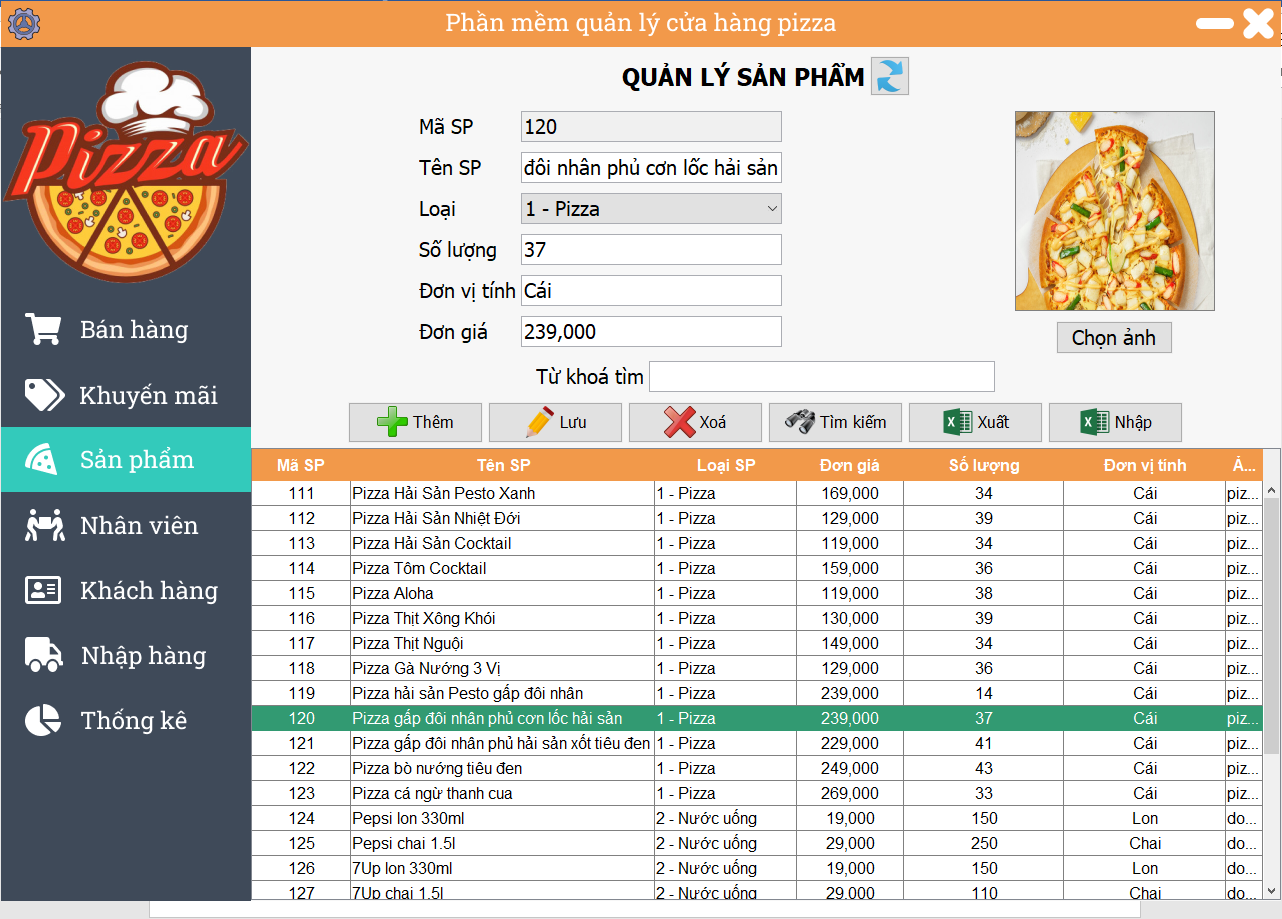 Phần mềm quản lý cửa hàng pizza
Pizza
Bán hàng
Khuyến mãi
Sản phẩm
Nhân viên
Khách hàng
Nhập hàng
Thống kê
QUẢN LÝ SẢN PHẨM
Mã SP 120
Tên SP đôi nhân phủ cơn lốc hải sản
Loại 1 - Pizza
Số lượng 37
Đơn vị tính Cái
Đơn giá 239,000
Chọn ảnh
Từ khoá tìm
Thêm Lưu Xoá Tìm kiếm Xuất Nhập
Mã SP Tên SP Loại SP Đơn giá Số lượng Đơn vị tính Ả...
111 Pizza Hải Sản Pesto Xanh 1 - Pizza 169,000 34 Cái piz...
112 Pizza Hải Sản Nhiệt Đới 1 - Pizza 129,000 39 Cái piz...
113 Pizza Hải Sản Cocktail 1 - Pizza 119,000 34 Cái piz...
114 Pizza Tôm Cocktail 1 - Pizza 159,000 36 Cái piz...
115 Pizza Aloha 1 - Pizza 119,000 38 Cái piz...
116 Pizza Thịt Xông Khói 1 - Pizza 130,000 39 Cái piz...
117 Pizza Thịt Nguội 1 - Pizza 149,000 34 Cái piz...
118 Pizza Gà Nướng 3 Vị 1 - Pizza 129,000 36 Cái piz...
119 Pizza hải sản Pesto gấp đôi nhân 1 - Pizza 239,000 14 Cái piz...
120 Pizza gấp đôi nhân phủ cơn lốc hải sản 1 - Pizza 239,000 37 Cái piz...
121 Pizza gấp đôi nhân phủ hải sản xốt tiêu đen 1 - Pizza 229,000 41 Cái piz...
122 Pizza bò nướng tiêu đen 1 - Pizza 249,000 43 Cái piz...
123 Pizza cá ngừ thanh cua 1 - Pizza 269,000 33 Cái piz...
124 Pepsi lon 330ml 2 - Nước uống 19,000 150 Lon do...
125 Pepsi chai 1.5l 2 - Nước uống 29,000 250 Chai do...
126 7Up lon 330ml 2 - Nước uống 19,000 150 Lon do...
127 7Up chai 1.5l 2 - Nước uống 29,000 110 Chai do...